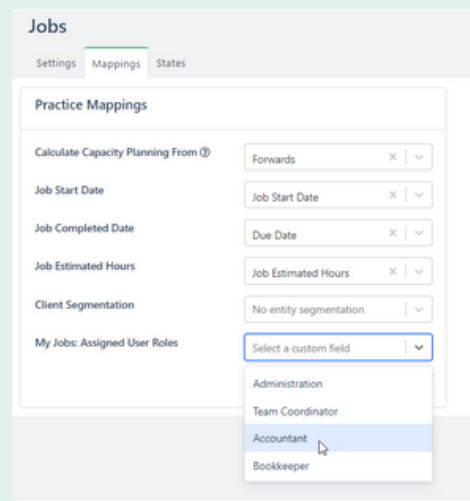 Jobs
Settings Mappings States
Practice Mappings
Calculate Capacity Planning From ? Forwards
Job Start Date Job Start Date
Job Completed Date Due Date
Job Estimated Hours Job Estimated Hours
Client Segmentation No entity segmentation
My Jobs: Assigned User Roles Select a custom field
Administration
Team Coordinator
Accountant
Bookkeeper